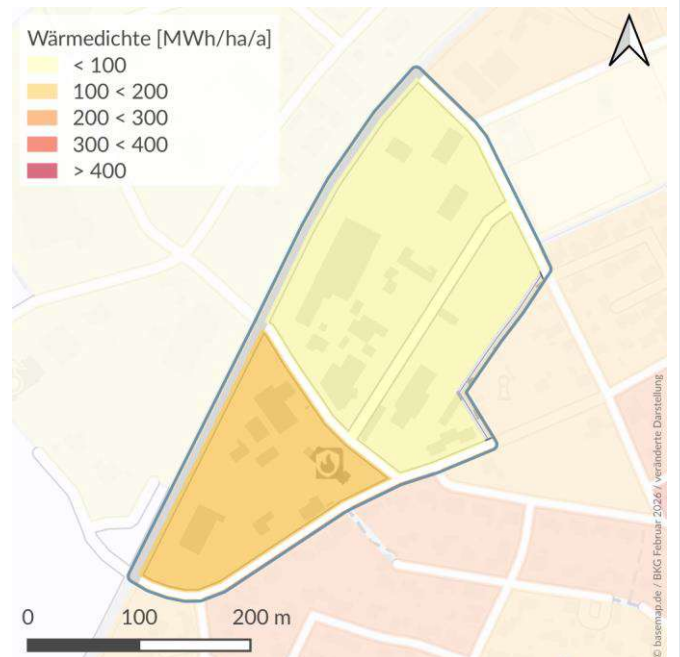 Wärmedichte [MWh/ha/a]
< 100
100 < 200
200 < 300
300 < 400
> 400
0 100 200 m
© basemap.de / BKG Februar 2026 / veränderte Darstellung